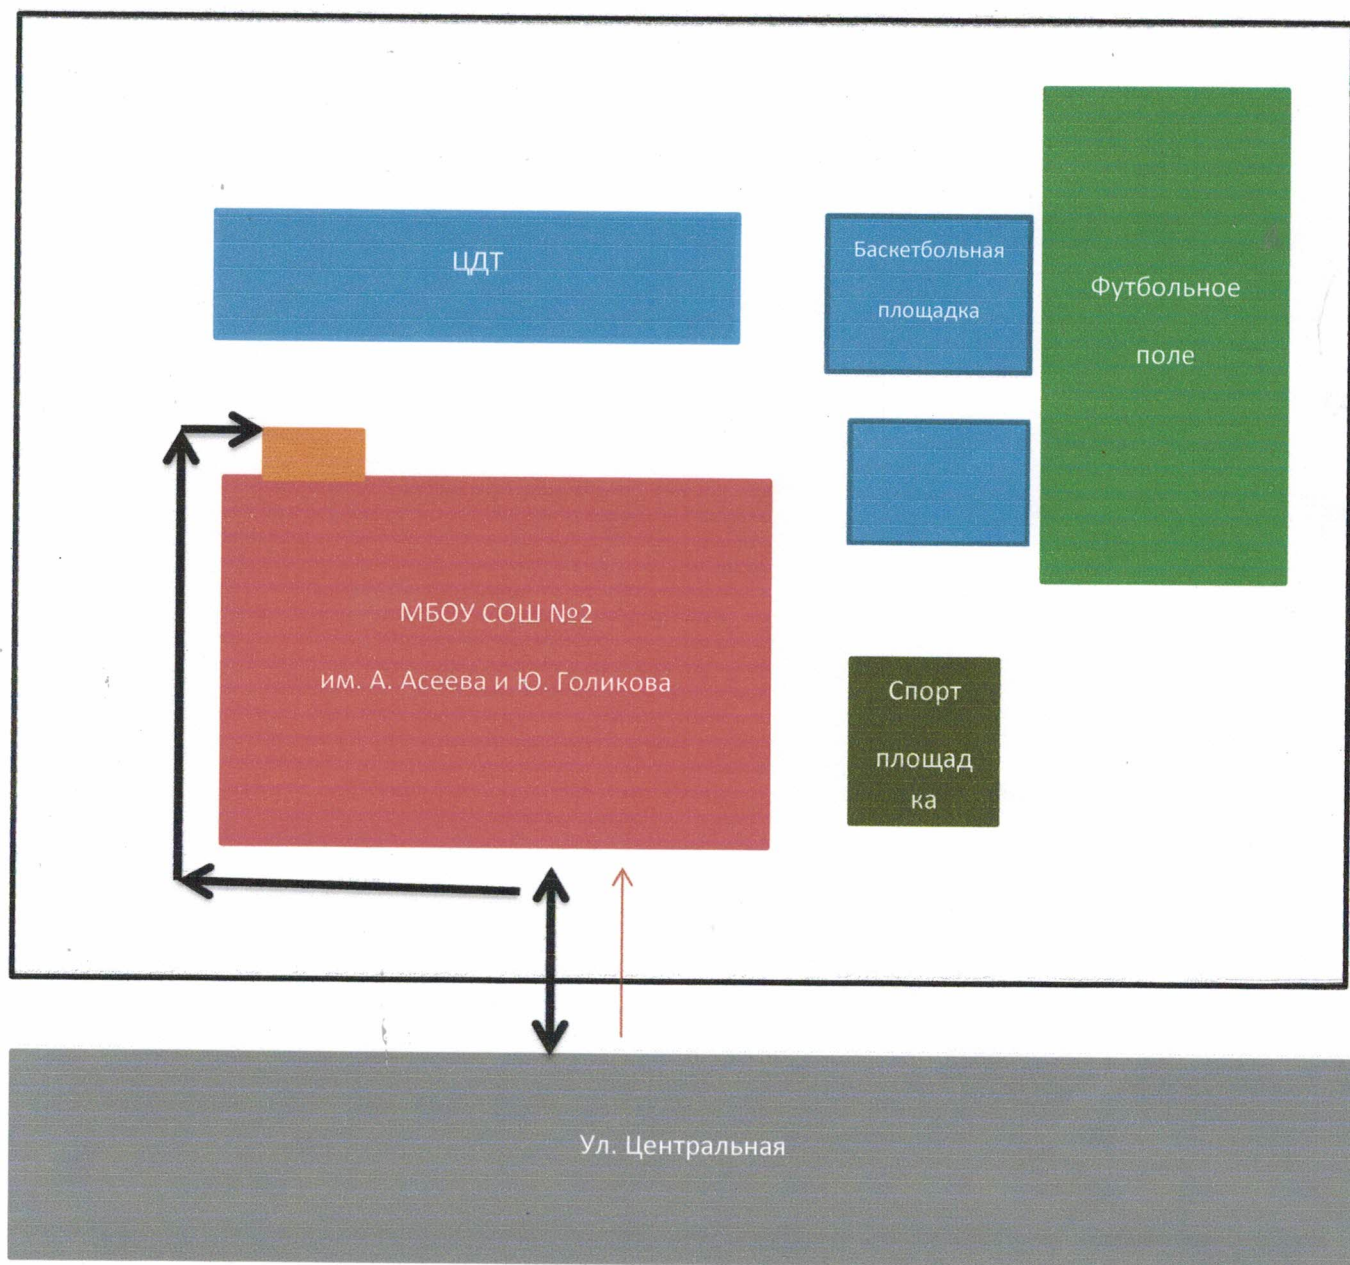 ЦДТ
Баскетбольная
площадка
Футбольное
поле
МБОУ СОШ №2
им. А. Асеева и Ю. Голикова
Спорт
площад
ка
Ул. Центральная